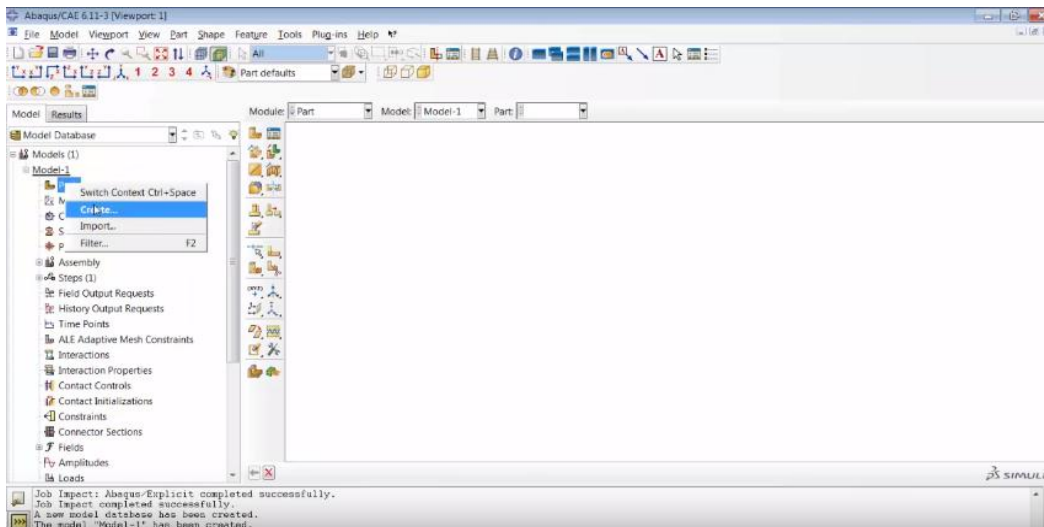 Abaqus/CAE 6.11-3 [Viewport: 1]
File Model Viewport View Part Shape Feature Tools Plug-ins Help
All
1 2 3 4 Part defaults
Model Results
Module: Part Model: Model-1 Part:
Model Database
Models (1)
Model-1
Switch Context Ctrl+Space
M
C
Import...
S
P Filter... F2
Assembly
Steps (1)
Field Output Requests
History Output Requests
Time Points
ALE Adaptive Mesh Constraints
Interactions
Interaction Properties
Contact Controls
Contact Initializations
Constraints
Connector Sections
Fields
Amplitudes
Loads
SIMULI
Job Impact: Abaqus/Explicit completed successfully.
Job Impact completed successfully.
A new model database has been created.
The model "Model-1" has been created.